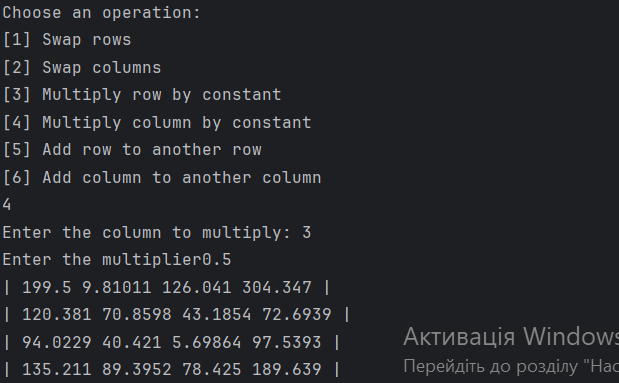 Choose an operation:
[1] Swap rows
[2] Swap columns
[3] Multiply row by constant
[4] Multiply column by constant
[5] Add row to another row
[6] Add column to another column
4
Enter the column to multiply: 3
Enter the multiplier0.5
| 199.5 9.81011 126.041 304.347 |
| 120.381 70.8598 43.1854 72.6939 |
| 94.0229 40.421 5.69864 97.5393 |
| 135.211 89.3952 78.425 189.639 |
Активація Windows
Перейдіть до розділу "Нас